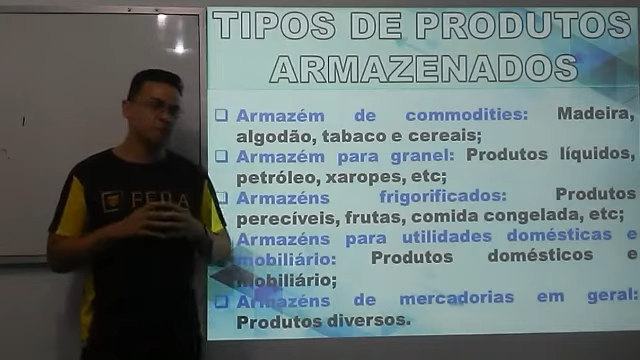 TIPOS DE PRODUTOS
ARMAZENADOS
Armazém de commodities: Madeira,
algodão, tabaco e cereais;
Armazém para granel: Produtos líquidos,
petróleo, xaropes, etc;
Armazéns frigorificados: Produtos
perecíveis, frutas, comida congelada, etc;
Armazéns para utilidades domésticas e
mobiliário: Produtos domésticos e
mobiliário;
Armazéns de mercadorias em geral:
Produtos diversos.